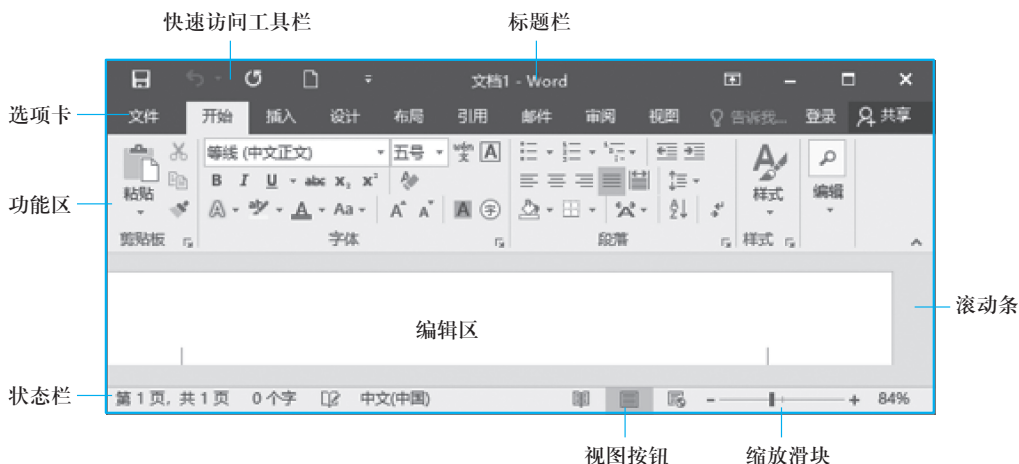 快速访问工具栏 标题栏
文档1 - Word
选项卡
文件 开始 插入 设计 布局 引用 邮件 审阅 视图 告诉我... 登录 共享
等线 (中文正文) 五号 wén 文 A
B I U abc X₂ X²
粘贴 样式 编辑
功能区
A aby A Aa A A A 字
剪贴板 字体 段落 样式
滚动条
编辑区
状态栏
第 1 页, 共 1 页 0 个字 中文(中国) 84%
视图按钮 缩放滑块